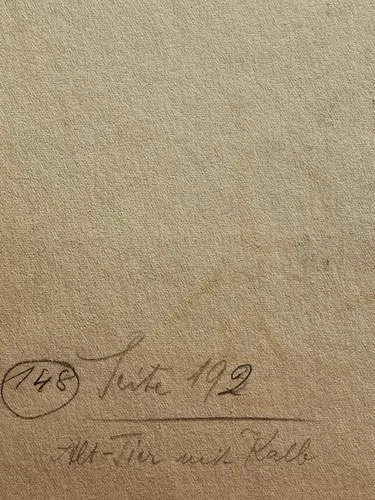 148 Seite 192
Alt-Tier mit Kalb